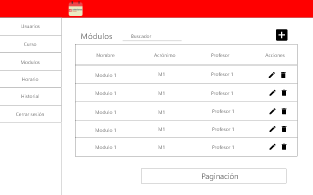 Usuarios
Curso
Modulos
Horario
Historial
Cerrar sesión
Módulos
Buscador
Nombre Acrónimo Profesor Acciones
Modulo 1 M1 Profesor 1
Modulo 1 M1 Profesor 1
Modulo 1 M1 Profesor 1
Modulo 1 M1 Profesor 1
Modulo 1 M1 Profesor 1
Paginación